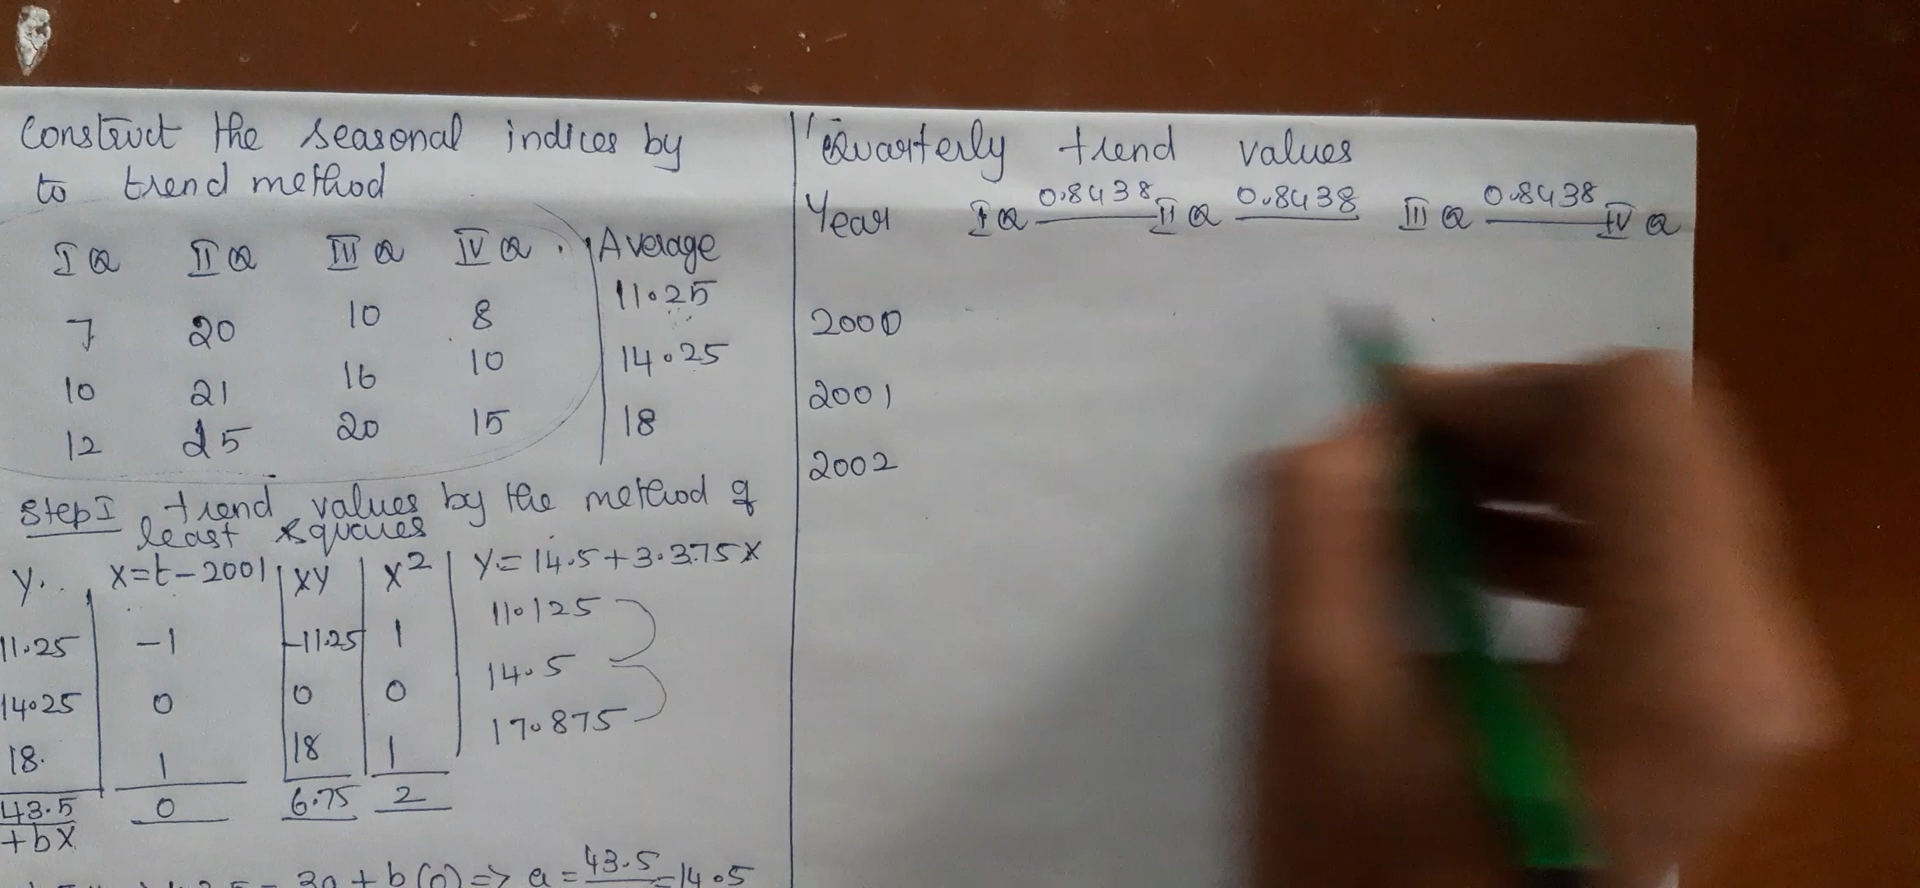 Construct the seasonal indices by
to trend method
I Q II Q III Q IV Q . Average
7 20 10 8 11.25
10 21 16 10 14.25
12 25 20 15 18
Step I trend values by the method of
least squares
y. x=t-2001 xy x2 Y=14.5+3.375x
11.25 -1 -11.25 1 11.125
14.25 0 0 0 14.5
18. 1 18 1 17.875
43.5 0 6.75 2
+bx
3a+b(0)=> a = 43.5 =14.5
Quarterly trend values
Year I Q 0.8438 II Q 0.8438 III Q 0.8438 IV Q
2000
2001
2002